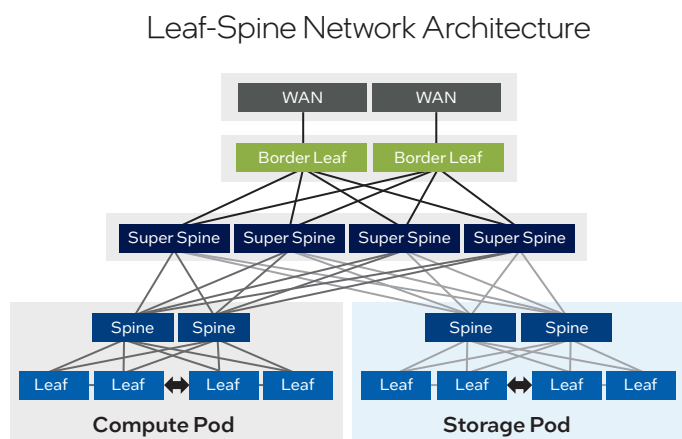 Leaf-Spine Network Architecture
WAN WAN
Border Leaf Border Leaf
Super Spine Super Spine Super Spine Super Spine
Spine Spine Spine Spine
Leaf Leaf Leaf Leaf Leaf Leaf Leaf Leaf
Compute Pod Storage Pod